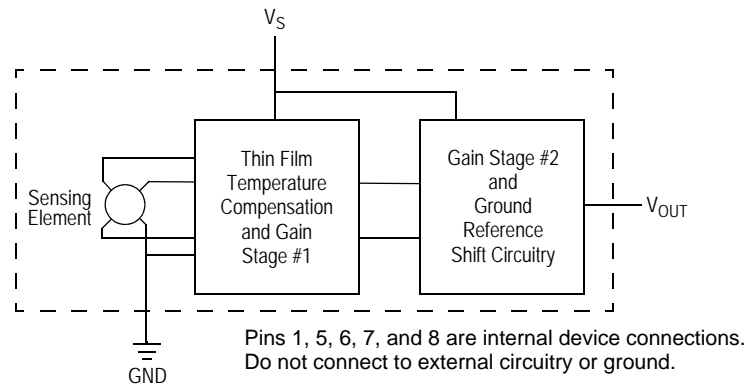 V_S
Sensing
Element
Thin Film
Temperature
Compensation
and Gain
Stage #1
Gain Stage #2
and
Ground
Reference
Shift Circuitry
V_OUT
GND
Pins 1, 5, 6, 7, and 8 are internal device connections.
Do not connect to external circuitry or ground.